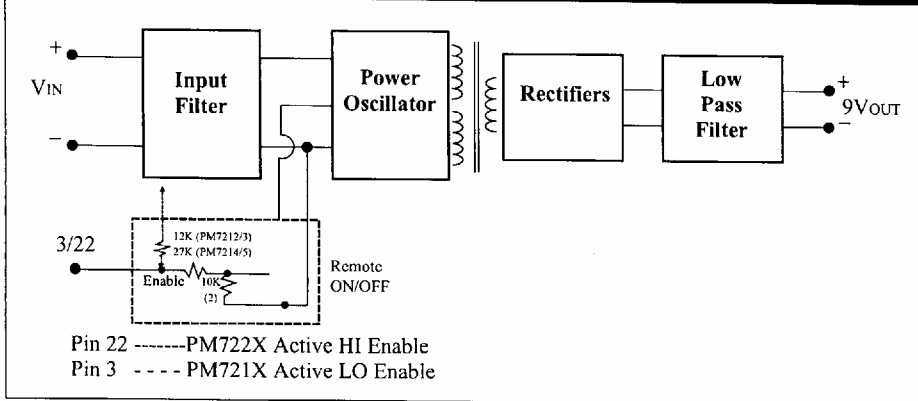 +
VIN
−
Input
Filter
Power
Oscillator
Rectifiers
Low
Pass
Filter
+
9VOUT
−
3/22
12K (PM7212/3)
27K (PM7214/5)
Enable
10K
(2)
Remote
ON/OFF
Pin 22 -------PM722X Active HI Enable
Pin 3 - - - - PM721X Active LO Enable